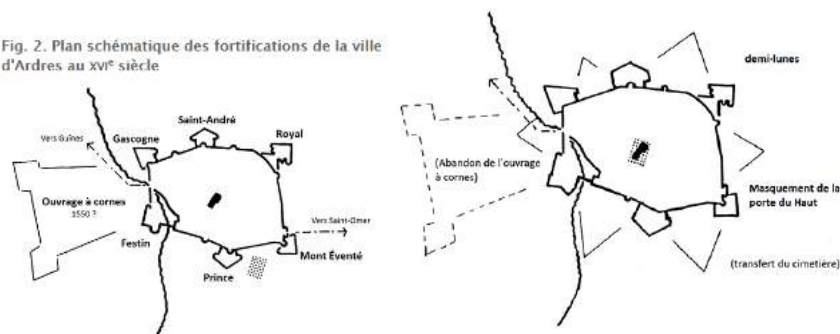 Fig. 2. Plan schématique des fortifications de la ville
d'Ardres au XVIe siècle
Vers Guînes
Gascogne
Saint-André
Royal
Ouvrage à cornes
1550 ?
Festin
Prince
Vers Saint-Omer
Mont Éventé
demi-lunes
(Abandon de l'ouvrage
à cornes)
Masquement de la
porte du Haut
(transfert du cimetière)